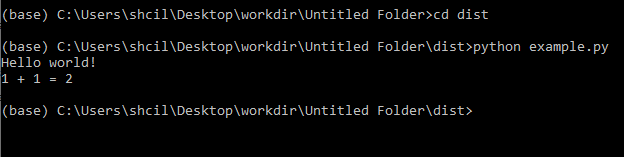 (base) C:\Users\shcil\Desktop\workdir\Untitled Folder>cd dist
(base) C:\Users\shcil\Desktop\workdir\Untitled Folder\dist>python example.py
Hello world!
1 + 1 = 2
(base) C:\Users\shcil\Desktop\workdir\Untitled Folder\dist>